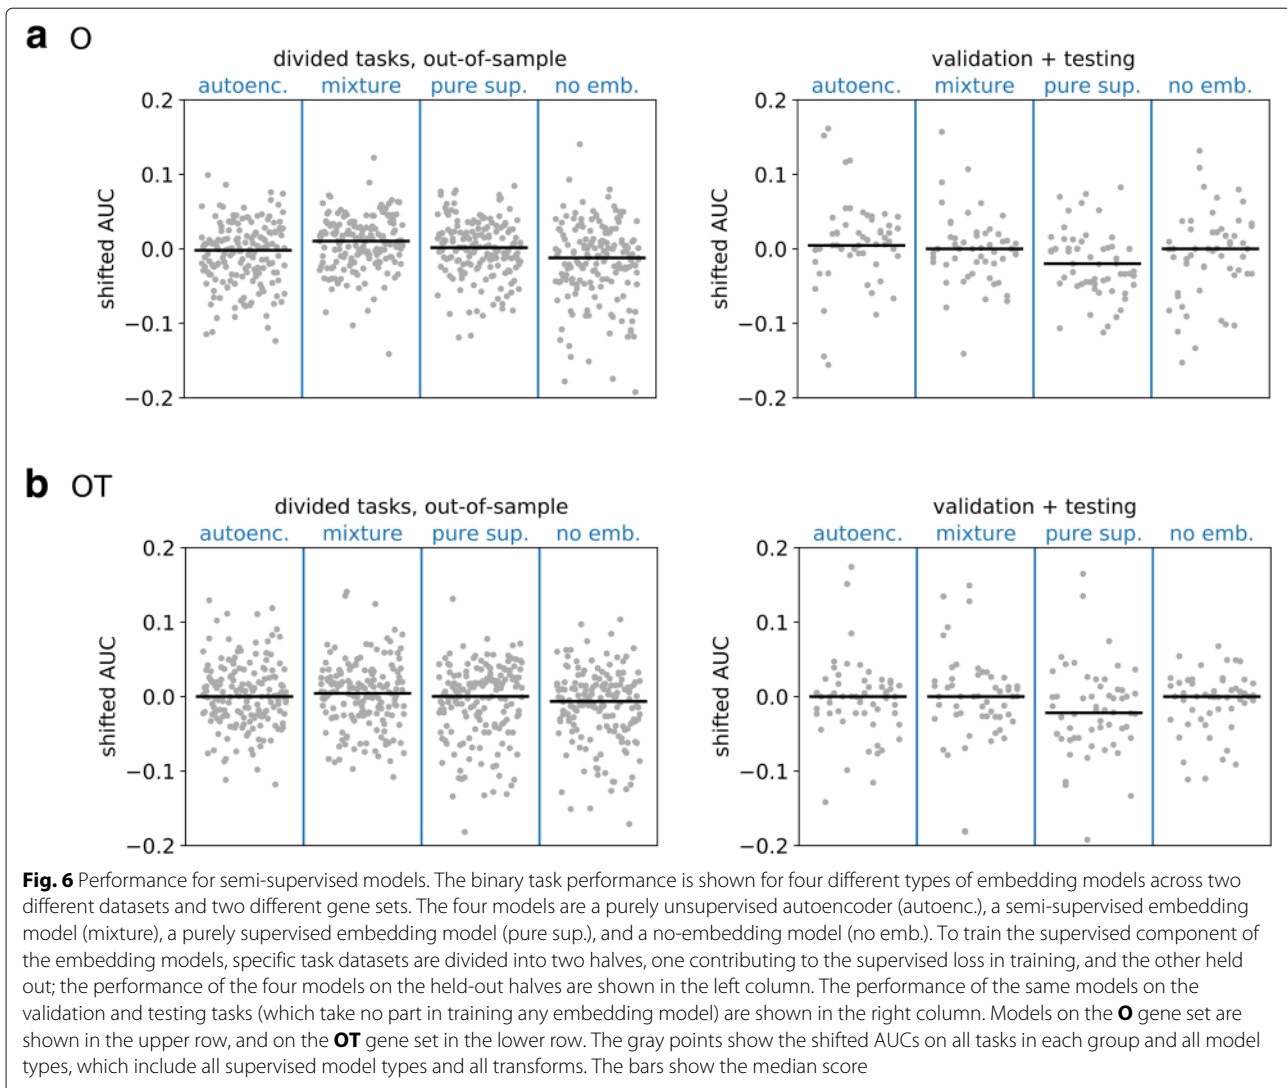 a O
divided tasks, out-of-sample
autoenc. mixture pure sup. no emb.
0.2
0.1
0.0
−0.1
−0.2
shifted AUC
validation + testing
autoenc. mixture pure sup. no emb.
0.2
0.1
0.0
−0.1
−0.2
shifted AUC
b OT
divided tasks, out-of-sample
autoenc. mixture pure sup. no emb.
0.2
0.1
0.0
−0.1
−0.2
shifted AUC
validation + testing
autoenc. mixture pure sup. no emb.
0.2
0.1
0.0
−0.1
−0.2
shifted AUC
Fig. 6 Performance for semi-supervised models. The binary task performance is shown for four different types of embedding models across two
different datasets and two different gene sets. The four models are a purely unsupervised autoencoder (autoenc.), a semi-supervised embedding
model (mixture), a purely supervised embedding model (pure sup.), and a no-embedding model (no emb.). To train the supervised component of
the embedding models, specific task datasets are divided into two halves, one contributing to the supervised loss in training, and the other held
out; the performance of the four models on the held-out halves are shown in the left column. The performance of the same models on the
validation and testing tasks (which take no part in training any embedding model) are shown in the right column. Models on the O gene set are
shown in the upper row, and on the OT gene set in the lower row. The gray points show the shifted AUCs on all tasks in each group and all model
types, which include all supervised model types and all transforms. The bars show the median score